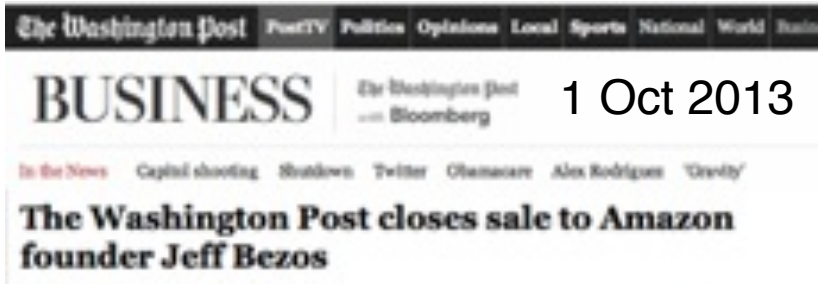 The Washington Post PostTV Politics Opinions Local Sports National World
BUSINESS
The Washington Post
with Bloomberg
1 Oct 2013
In the News Capitol shooting Shutdown Twitter Obamacare Alex Rodriguez 'Gravity'
The Washington Post closes sale to Amazon
founder Jeff Bezos